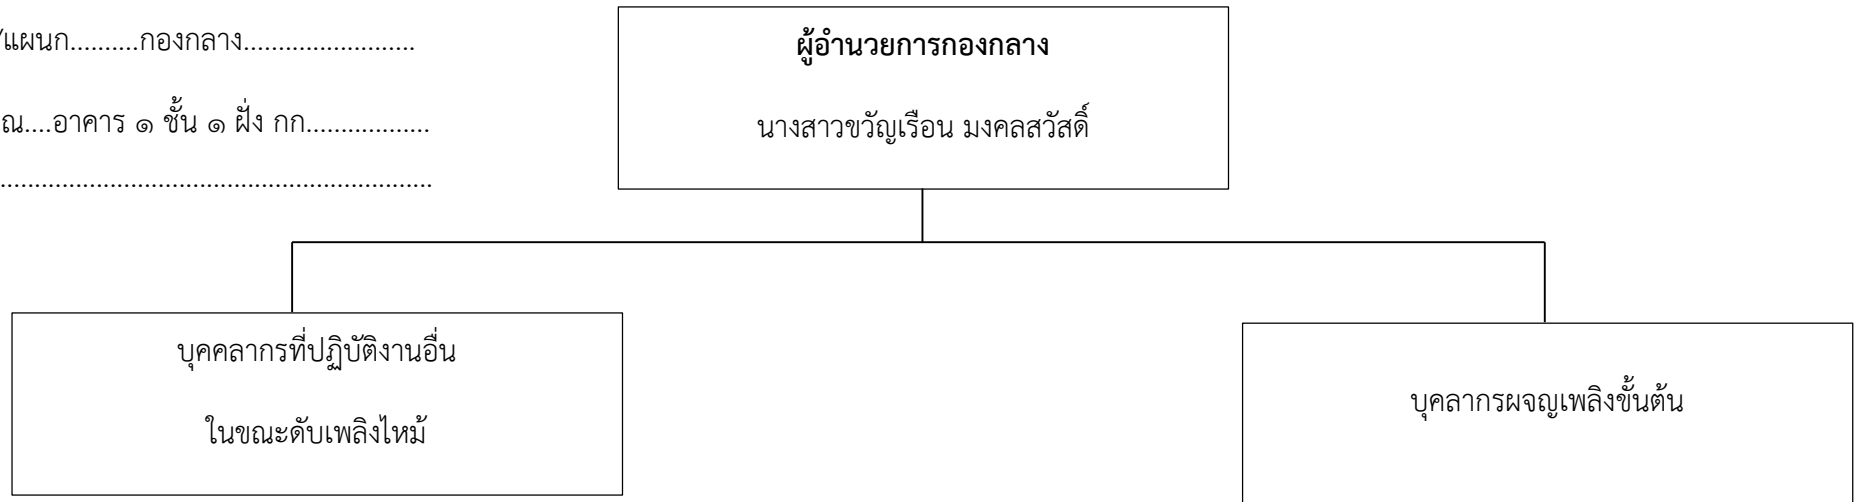 /แผนก..........กองกลาง........................
ณ....อาคาร ๑ ชั้น ๑ ฝั่ง กก..................
...............................................................
ผู้อำนวยการกองกลาง
นางสาวขวัญเรือน มงคลสวัสดิ์
บุคคลากรที่ปฏิบัติงานอื่น
ในขณะดับเพลิงไหม้
บุคลากรผจญเพลิงขั้นต้น